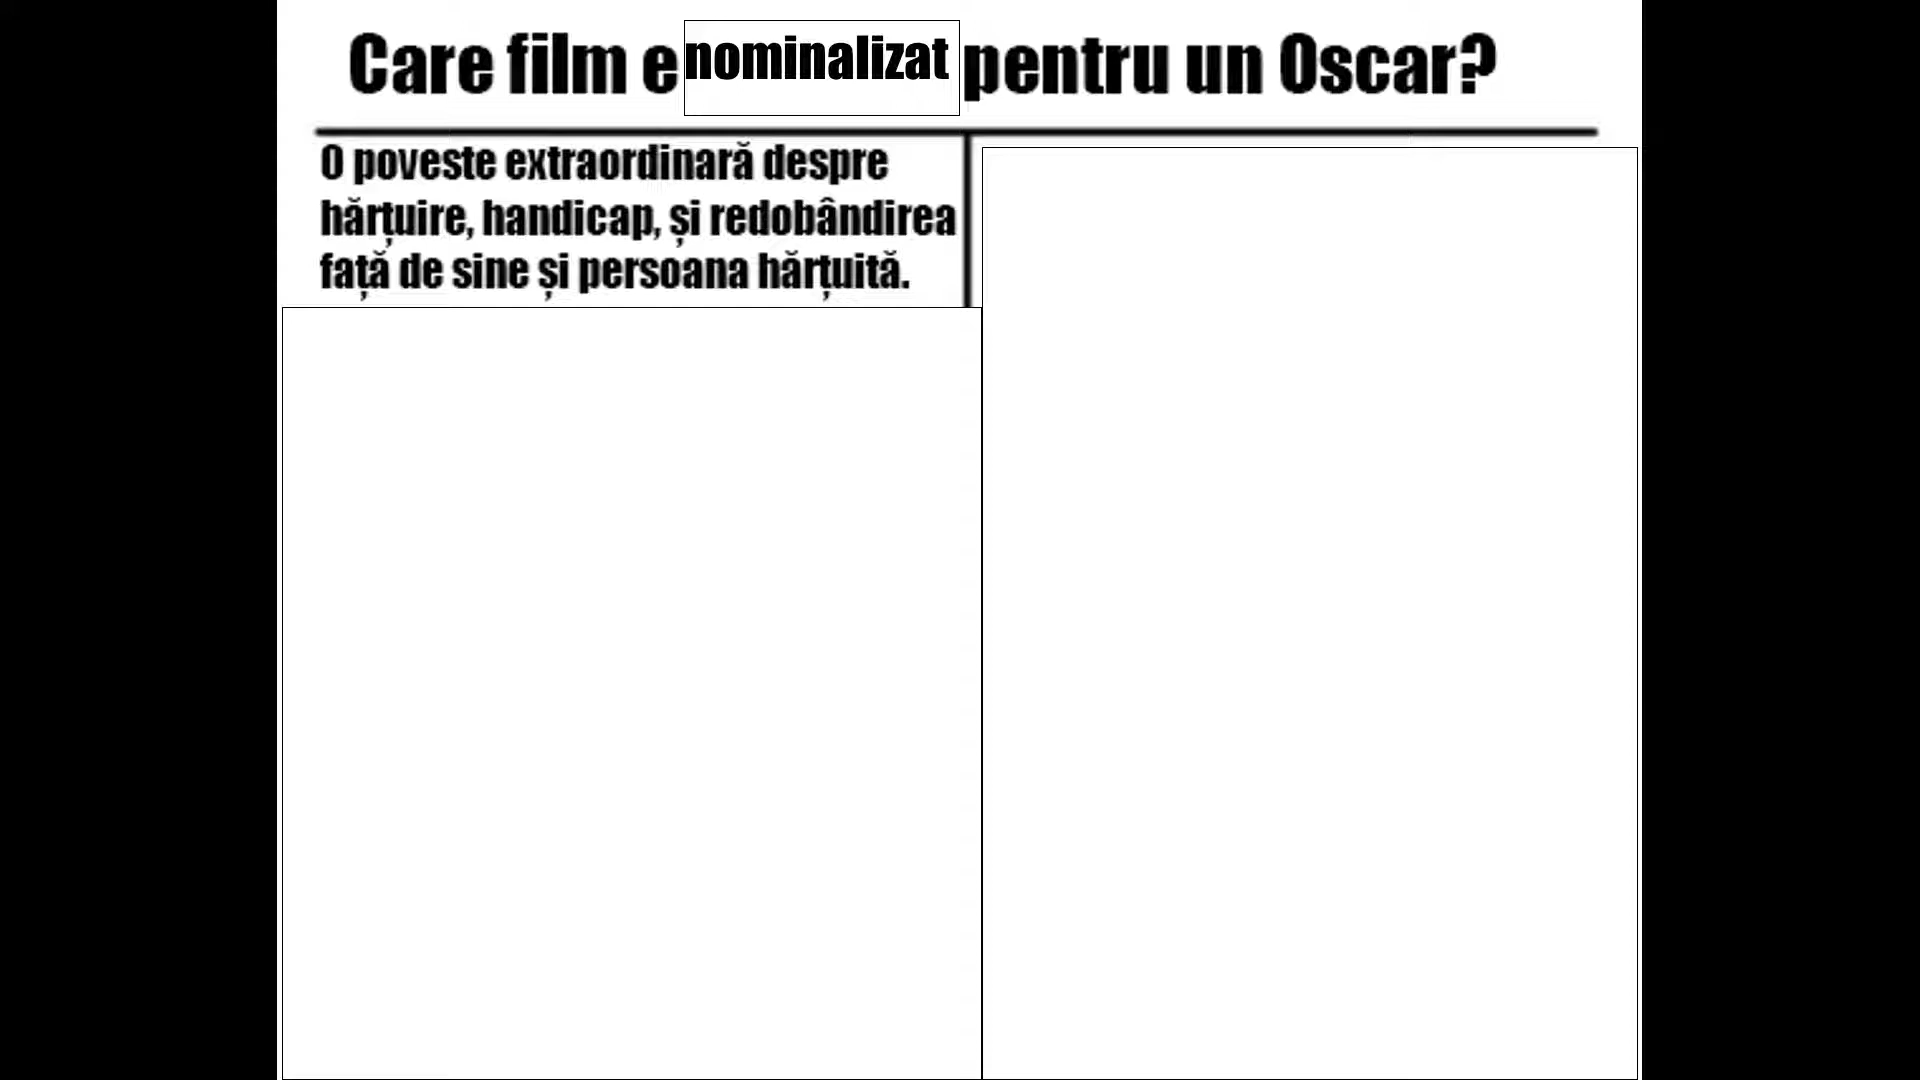 Care film e nominalizat pentru un Oscar?
O poveste extraordinară despre
hărțuire, handicap, și redobândirea
față de sine și persoana hărțuită.